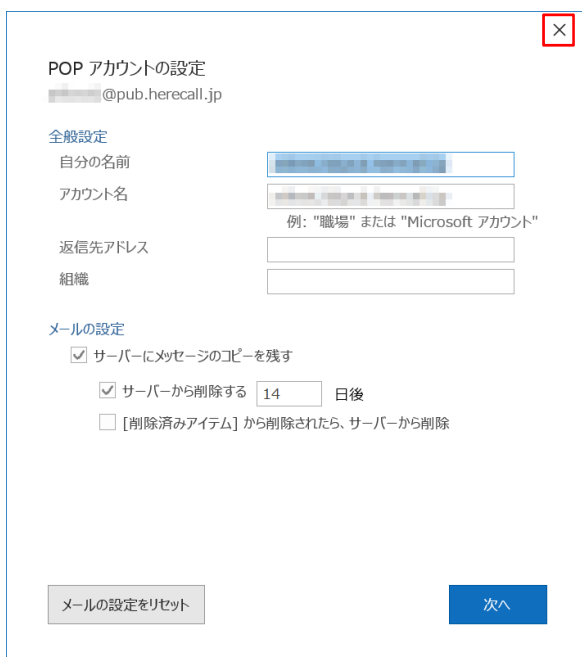 POP アカウントの設定
@pub.herecall.jp
全般設定
自分の名前
アカウント名
例: "職場" または "Microsoft アカウント"
返信先アドレス
組織
メールの設定
サーバーにメッセージのコピーを残す
サーバーから削除する 14 日後
[削除済みアイテム] から削除されたら、サーバーから削除
メールの設定をリセット
次へ